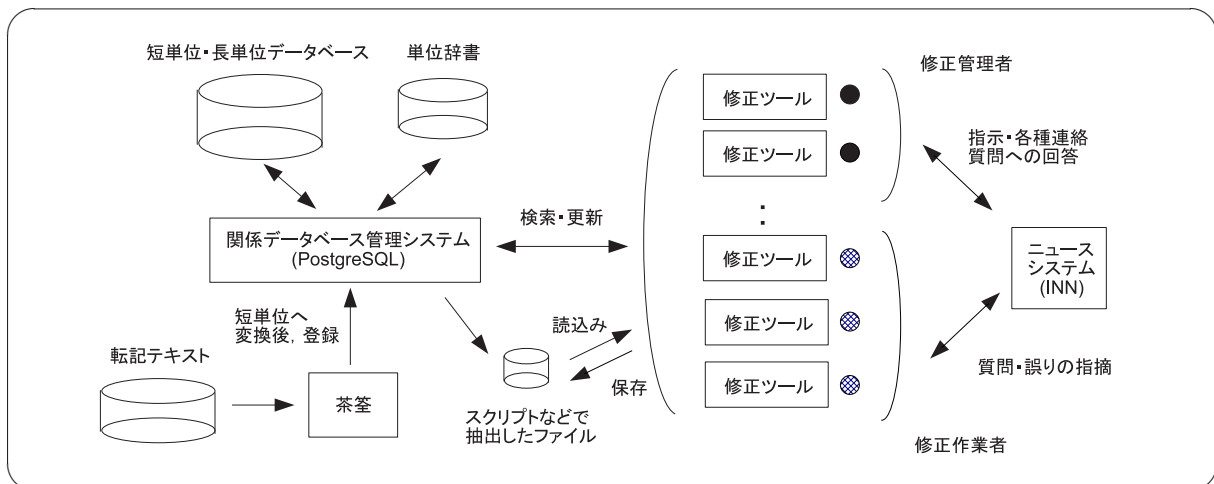 短単位・長単位データベース
単位辞書
関係データベース管理システム
(PostgreSQL)
検索・更新
短単位へ
変換後，登録
転記テキスト
茶筌
読込み
保存
スクリプトなどで
抽出したファイル
修正ツール
修正ツール
：
修正ツール
修正ツール
修正ツール
修正管理者
指示・各種連絡
質問への回答
ニュース
システム
(INN)
質問・誤りの指摘
修正作業者